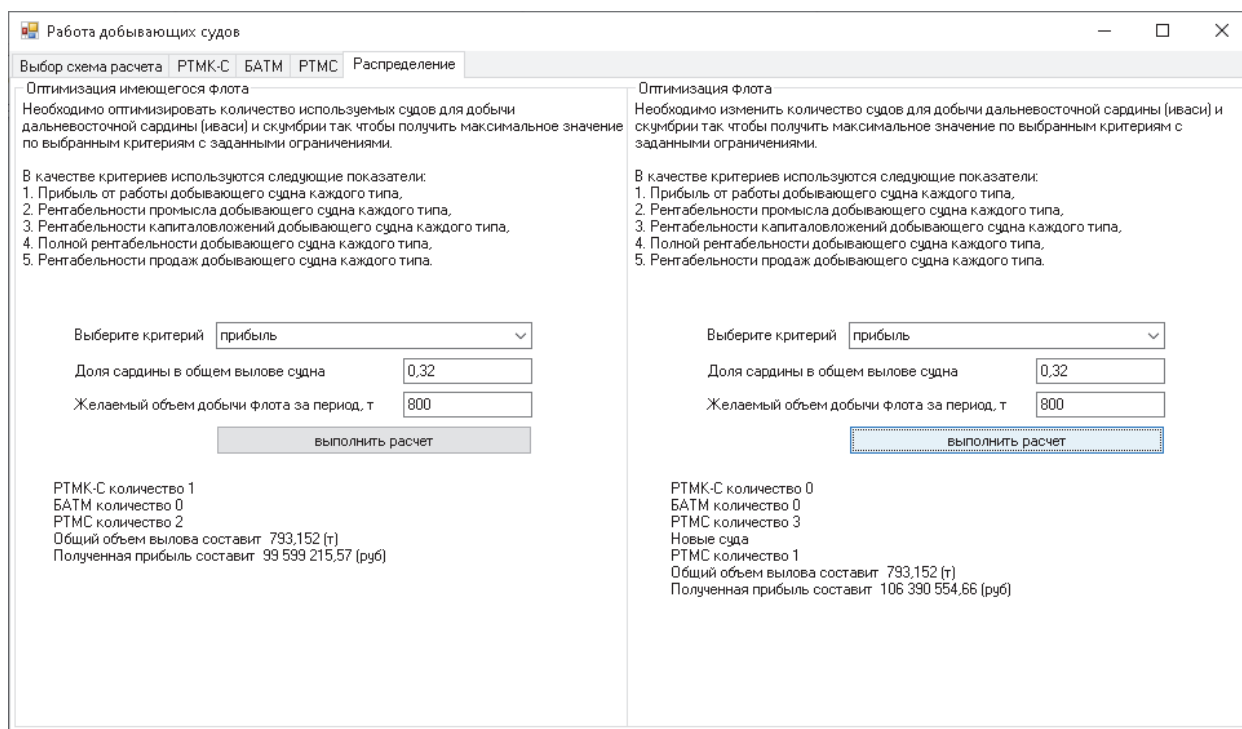 Работа добывающих судов
Выбор схема расчета РТМК-С БАТМ РТМС Распределение
Оптимизация имеющегося флота
Необходимо оптимизировать количество используемых судов для добычи
дальневосточной сардины (иваси) и скумбрии так чтобы получить максимальное значение
по выбранным критериям с заданными ограничениями.
В качестве критериев используются следующие показатели:
1. Прибыль от работы добывающего судна каждого типа,
2. Рентабельности промысла добывающего судна каждого типа,
3. Рентабельности капиталовложений добывающего судна каждого типа,
4. Полной рентабельности добывающего судна каждого типа,
5. Рентабельности продаж добывающего судна каждого типа.
Выберите критерий прибыль
Доля сардины в общем вылове судна 0,32
Желаемый объем добычи флота за период, т 800
выполнить расчет
РТМК-С количество 1
БАТМ количество 0
РТМС количество 2
Общий объем вылова составит 793,152 (т)
Полученная прибыль составит 99 599 215,57 (руб)
Оптимизация флота
Необходимо изменить количество судов для добычи дальневосточной сардины (иваси) и
скумбрии так чтобы получить максимальное значение по выбранным критериям с
заданными ограничениями.
В качестве критериев используются следующие показатели:
1. Прибыль от работы добывающего судна каждого типа,
2. Рентабельности промысла добывающего судна каждого типа,
3. Рентабельности капиталовложений добывающего судна каждого типа,
4. Полной рентабельности добывающего судна каждого типа,
5. Рентабельности продаж добывающего судна каждого типа.
Выберите критерий прибыль
Доля сардины в общем вылове судна 0,32
Желаемый объем добычи флота за период, т 800
выполнить расчет
РТМК-С количество 0
БАТМ количество 0
РТМС количество 3
Новые суда
РТМС количество 1
Общий объем вылова составит 793,152 (т)
Полученная прибыль составит 106 390 554,66 (руб)